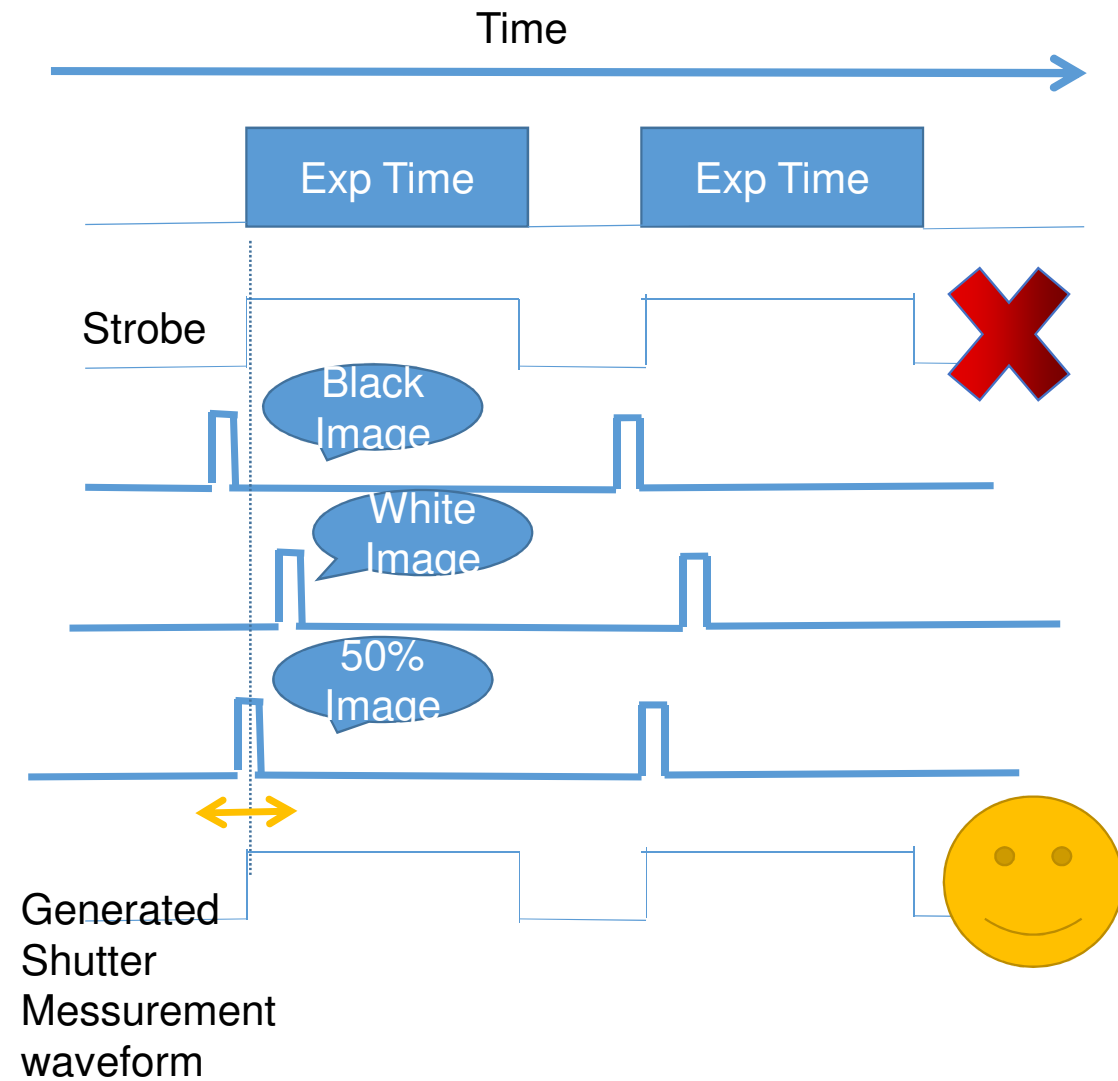 Time
Exp Time
Exp Time
Strobe
Black
Image
White
Image
50%
Image
Generated
Shutter
Messurement
waveform